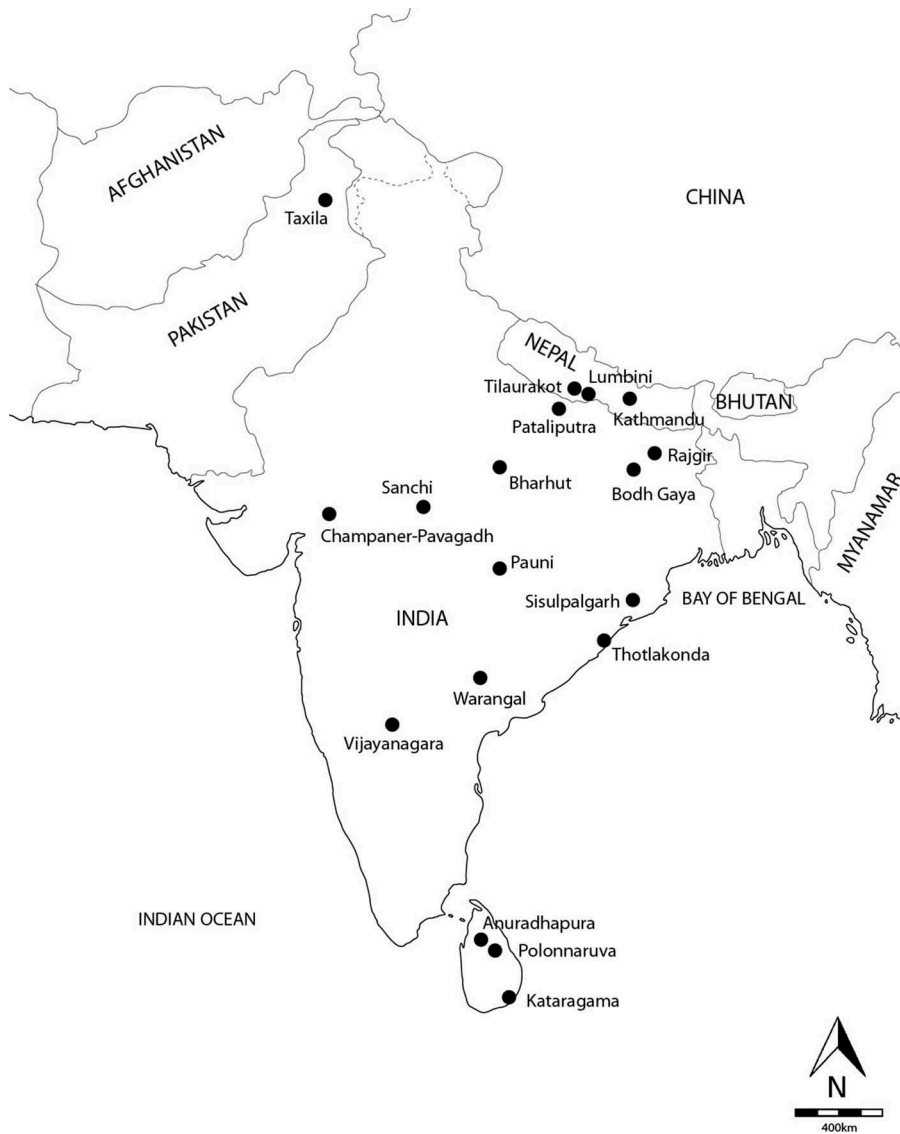 AFGHANISTAN
CHINA
Taxila
PAKISTAN
NEPAL
Tilaurakot
Lumbini
BHUTAN
Kathmandu
Pataliputra
Rajgir
Bharhut
Bodh Gaya
MYANAMAR
Sanchi
Champaner-Pavagadh
Pauni
Sisulpalgarh
BAY OF BENGAL
INDIA
Thotlakonda
Warangal
Vijayanagara
INDIAN OCEAN
Anuradhapura
Polonnaruva
Kataragama
N
400km